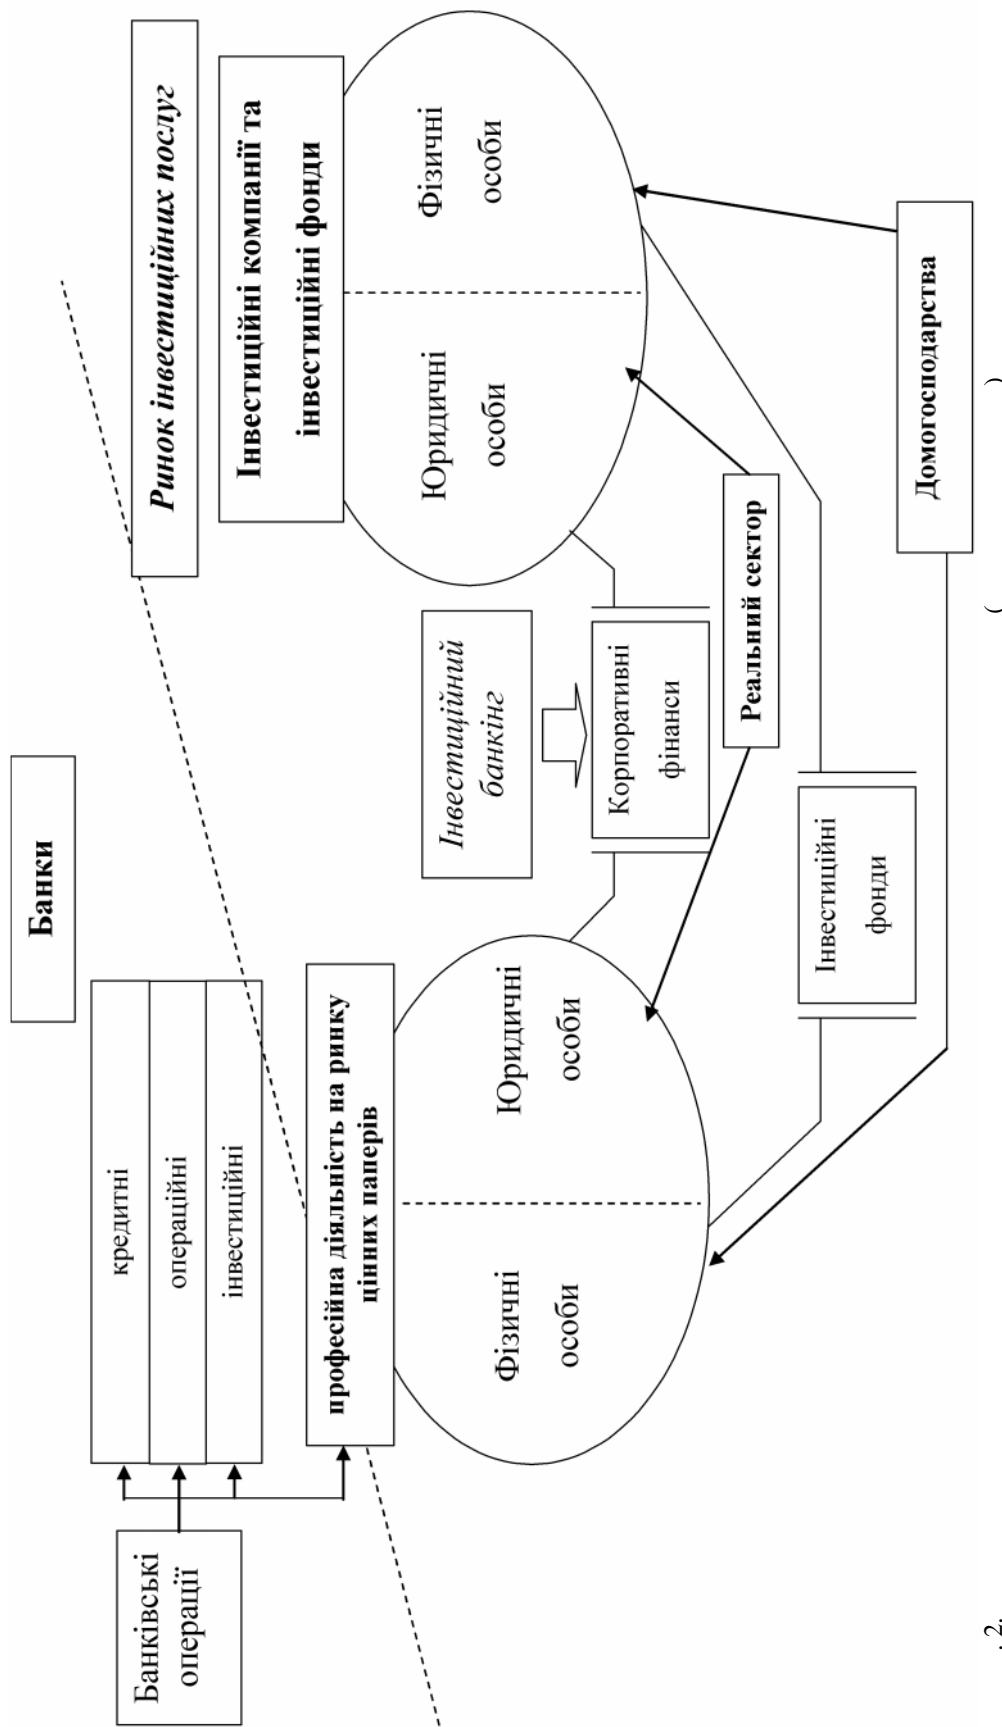 Банки
Ринок інвестиційних послуг
кредитні
Банківські
операції
операційні
інвестиційні
Інвестиційні компанії та
інвестиційні фонди
професійна діяльність на ринку
цінних паперів
Фізичні
особи
Юридичні
особи
Інвестиційний
банкінг
Юридичні
особи
Фізичні
особи
Корпоративні
фінанси
Реальний сектор
Інвестиційні
фонди
Домогосподарства
. 2.
(
)